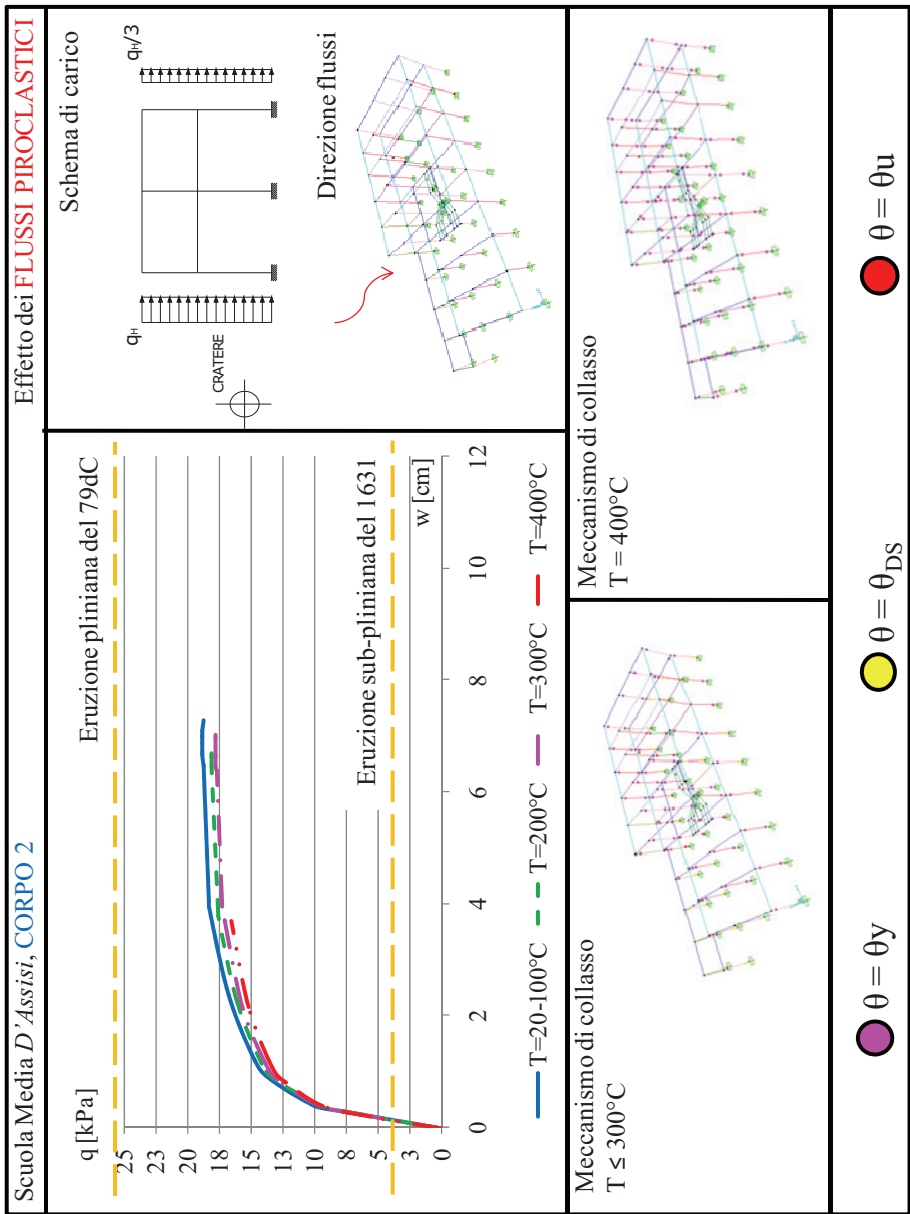 Scuola Media D'Assisi, CORPO 2
Effetto dei FLUSSI PIROCLASTICI
q [kPa]
25
23
20
18
15
13
10
8
5
3
0
0
2
4
6
8
10
12
w [cm]
Eruzione pliniana del 79dC
Eruzione sub-pliniana del 1631
T=20-100°C
T=200°C
T=300°C
T=400°C
Schema di carico
qH
qH/3
CRATERE
Direzione flussi
Meccanismo di collasso
T ≤ 300°C
Meccanismo di collasso
T = 400°C
θ = θy
θ = θDS
θ = θu